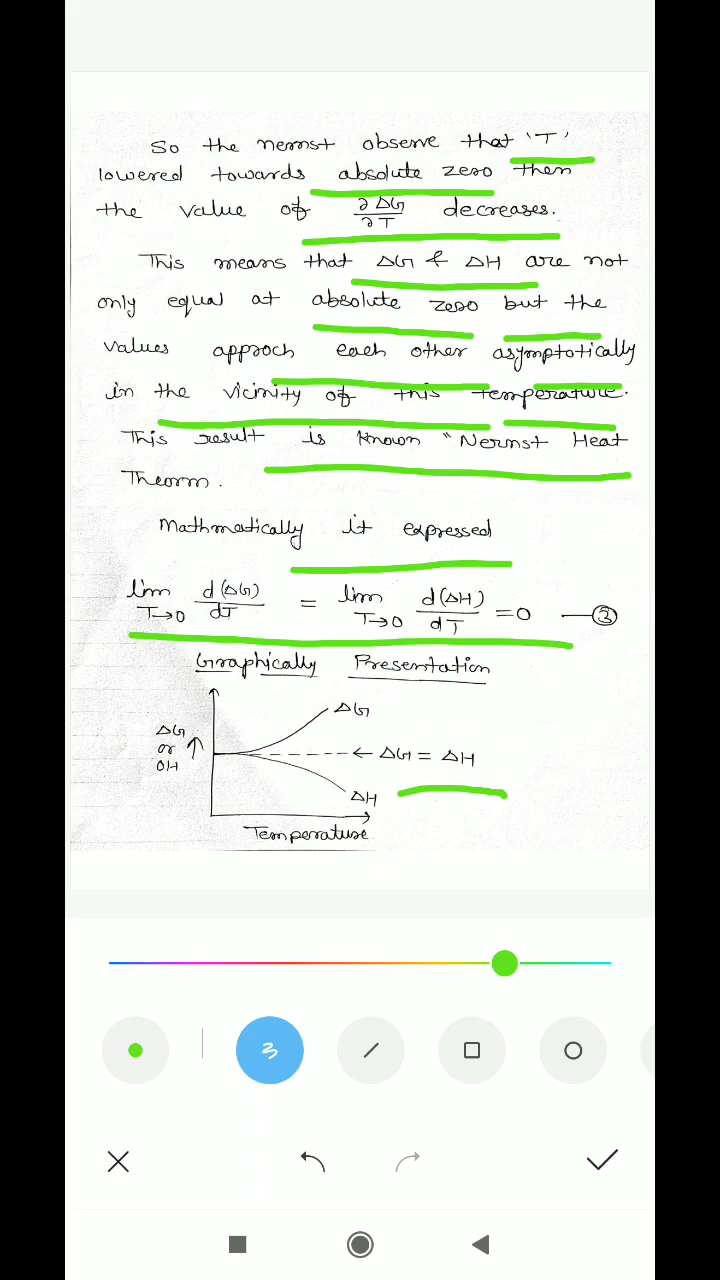 So the nernst observe that 'T'
lowered towards absolute zero then
the value of ∂ΔG/∂T decreases.
This means that ΔG & ΔH are not
only equal at absolute zero but the
values approch each other asymptotically
in the vicinity of this temperature.
This result is known "Nernst Heat
Theorm.
Mathmatically it expressed
lim T→0 d(ΔG)/dT = lim T→0 d(ΔH)/dT = 0 —③
Graphically Presentation
ΔG
ΔG or ΔH ↑
← ΔG = ΔH
ΔH
Temperature